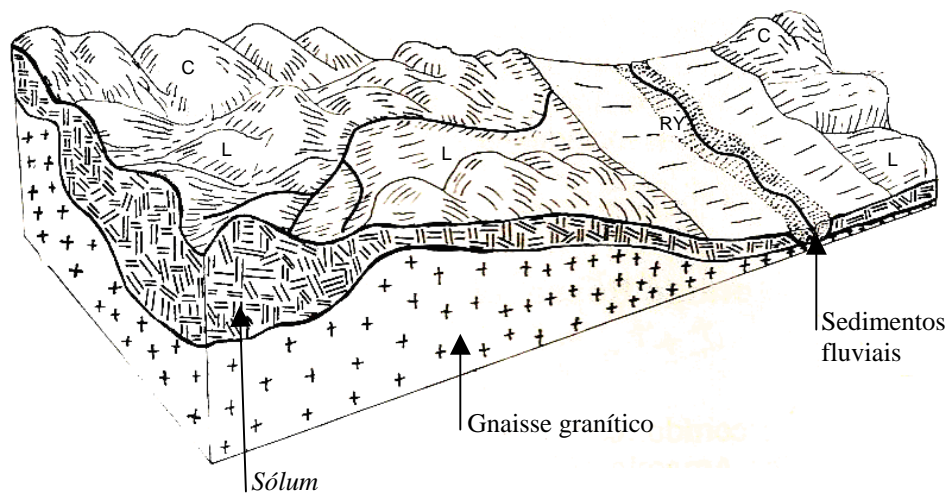 C
C
RY
L
L
L
Sedimentos
fluviais
Gnaisse granítico
Sólum